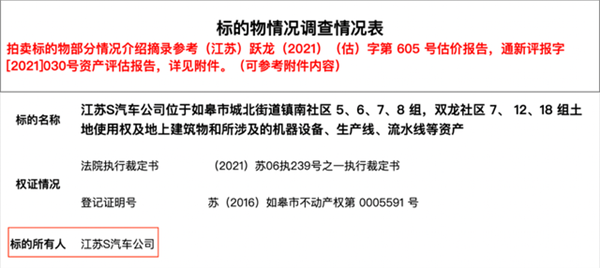 标的物情况调查情况表
拍卖标的物部分情况介绍摘录参考（江苏）跃龙（2021）（估）字第 605 号估价报告，通新评报字
[2021]030号资产评估报告，详见附件。（可参考附件内容）
标的名称
江苏S汽车公司位于如皋市城北街道镇南社区 5、6、7、8 组，双龙社区 7、 12、18 组土
地使用权及地上建筑物和所涉及的机器设备、生产线、流水线等资产
权证情况
法院执行裁定书 （2021）苏06执239号之一执行裁定书
登记证明号 苏（2016）如皋市不动产权第 0005591 号
标的所有人 江苏S汽车公司